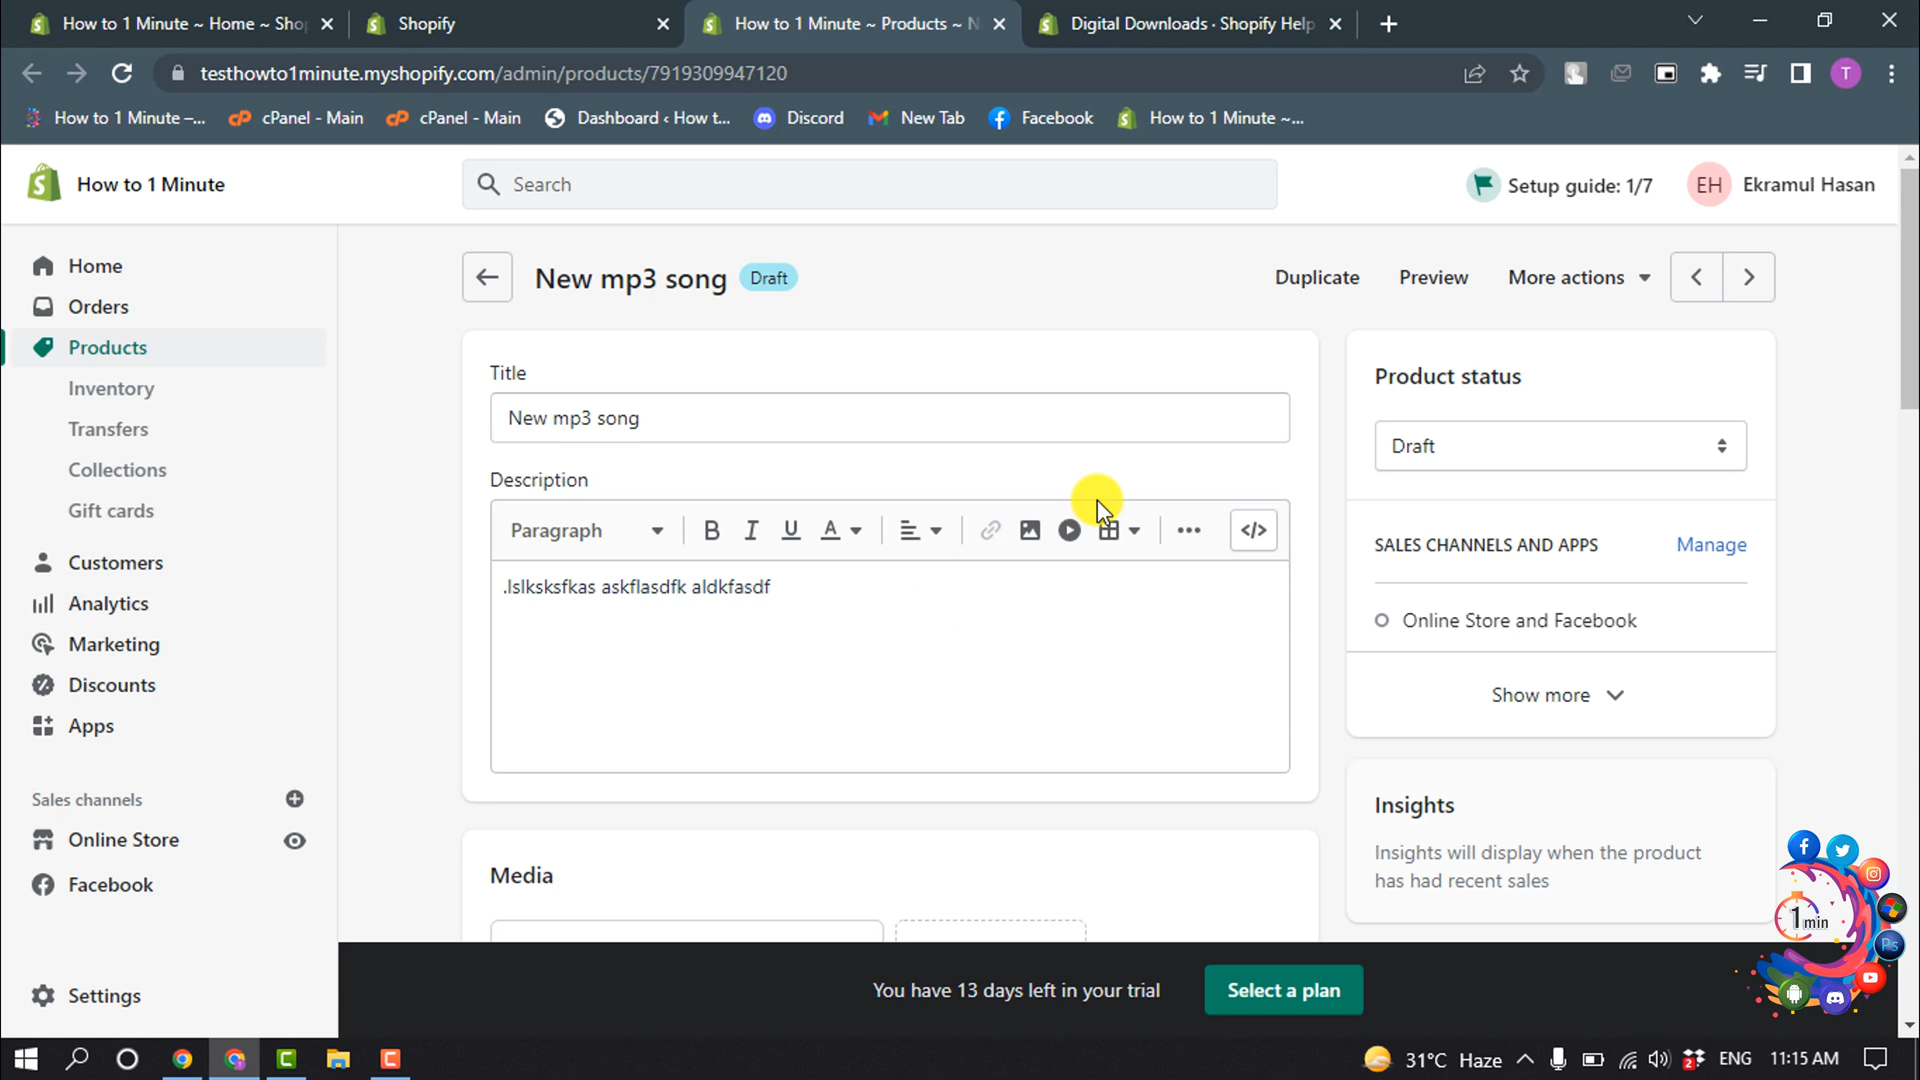 How to 1 Minute ~ Home ~ Shop
Shopify
How to 1 Minute ~ Products ~ N
Digital Downloads · Shopify Help
testhowto1minute.myshopify.com/admin/products/7919309947120
T
How to 1 Minute –...
cP cPanel - Main
cP cPanel - Main
Dashboard ‹ How t...
Discord
New Tab
Facebook
How to 1 Minute ~...
How to 1 Minute
Search
Setup guide: 1/7
EH
Ekramul Hasan
Home
Orders
Products
Inventory
Transfers
Collections
Gift cards
Customers
Analytics
Marketing
Discounts
Apps
Sales channels
Online Store
Facebook
Settings
New mp3 song
Draft
Duplicate
Preview
More actions
Title
New mp3 song
Description
Paragraph
B I U A
</>
.lslksksfkas askflasdfk aldkfasdf
Media
Product status
Draft
SALES CHANNELS AND APPS
Manage
Online Store and Facebook
Show more
Insights
Insights will display when the product
has had recent sales
You have 13 days left in your trial
Select a plan
1min
Ps
31°C Haze
2
ENG
11:15 AM